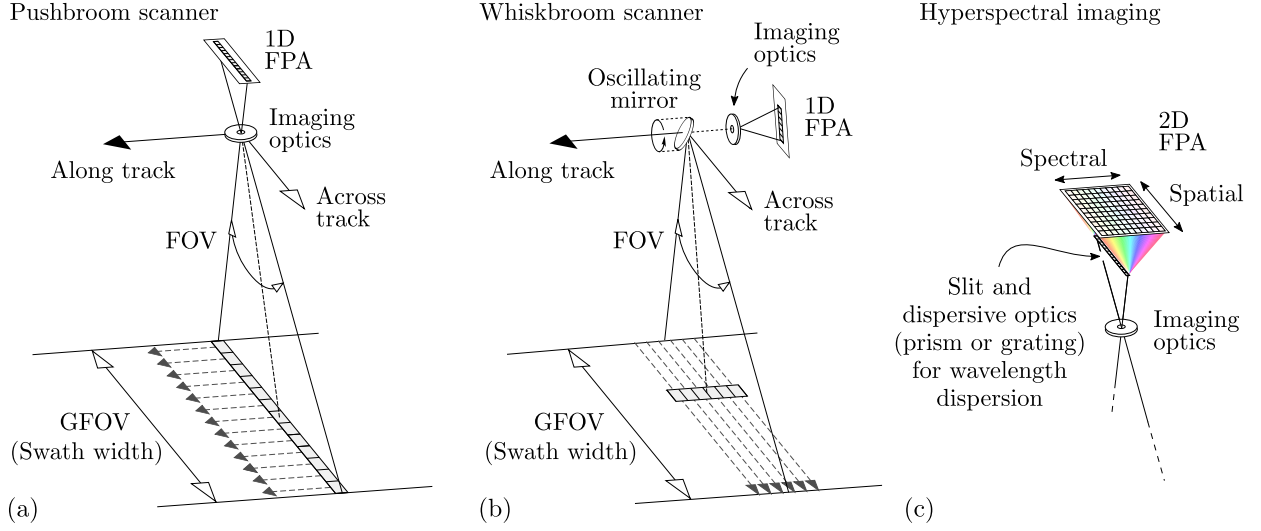 Pushbroom scanner
1D
FPA
Imaging
optics
Along track
Across
track
FOV
GFOV
(Swath width)
(a)
Whiskbroom scanner
Imaging
optics
Oscillating
mirror
1D
FPA
Along track
Across
track
FOV
GFOV
(Swath width)
(b)
Hyperspectral imaging
2D
FPA
Spectral
Spatial
Slit and
dispersive optics
(prism or grating)
for wavelength
dispersion
Imaging
optics
(c)